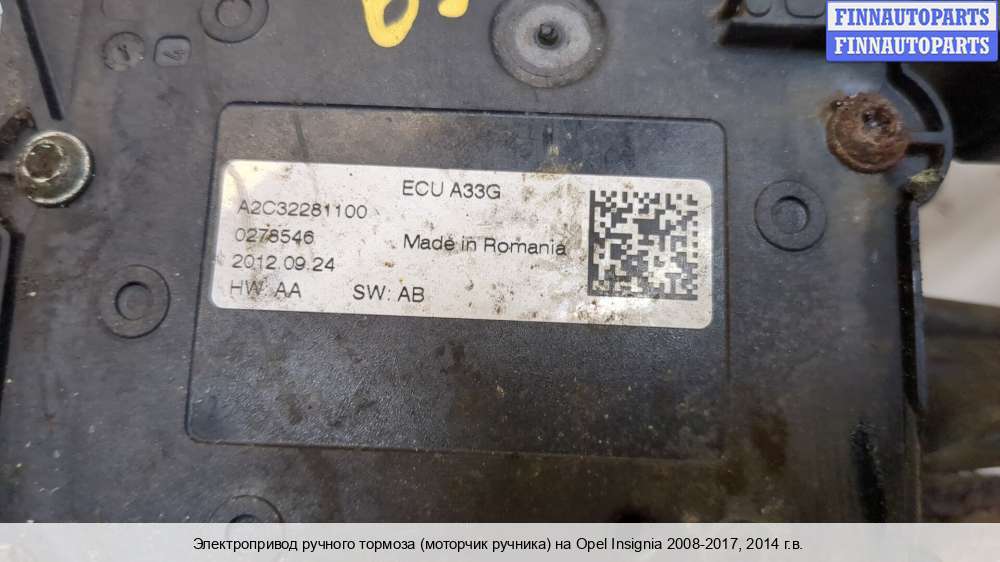 FINNAUTOPARTS
FINNAUTOPARTS
ECU A33G
A2C32281100
0278546
Made in Romania
2012.09.24
HW: AA SW: AB
Электропривод ручного тормоза (моторчик ручника) на Opel Insignia 2008-2017, 2014 г.в.